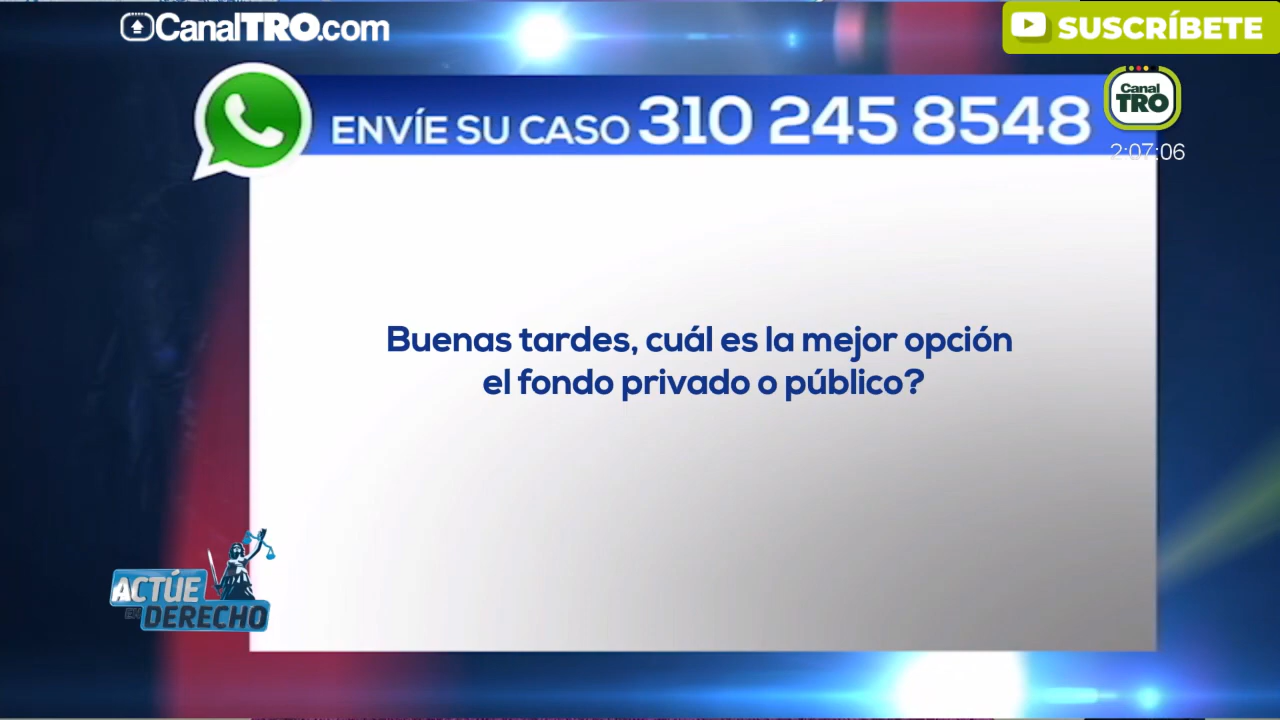 CanalTRO.com
SUSCRÍBETE
ENVÍE SU CASO 310 245 8548
Canal
TRO
2:07:06
Buenas tardes, cuál es la mejor opción
el fondo privado o público?
ACTÚE
EN DERECHO